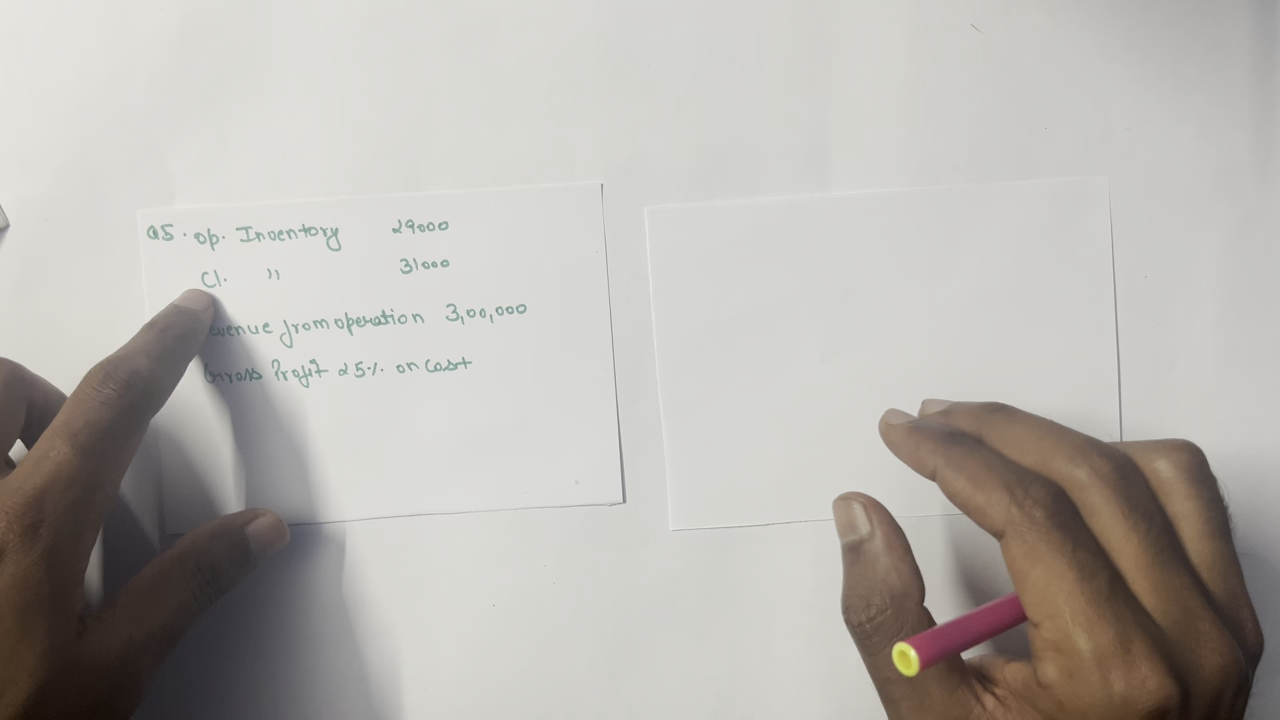 Q5. op. Inventory 29000
Cl. " 31000
evenue from operation 3,00,000
Gross Profit 25% on cost